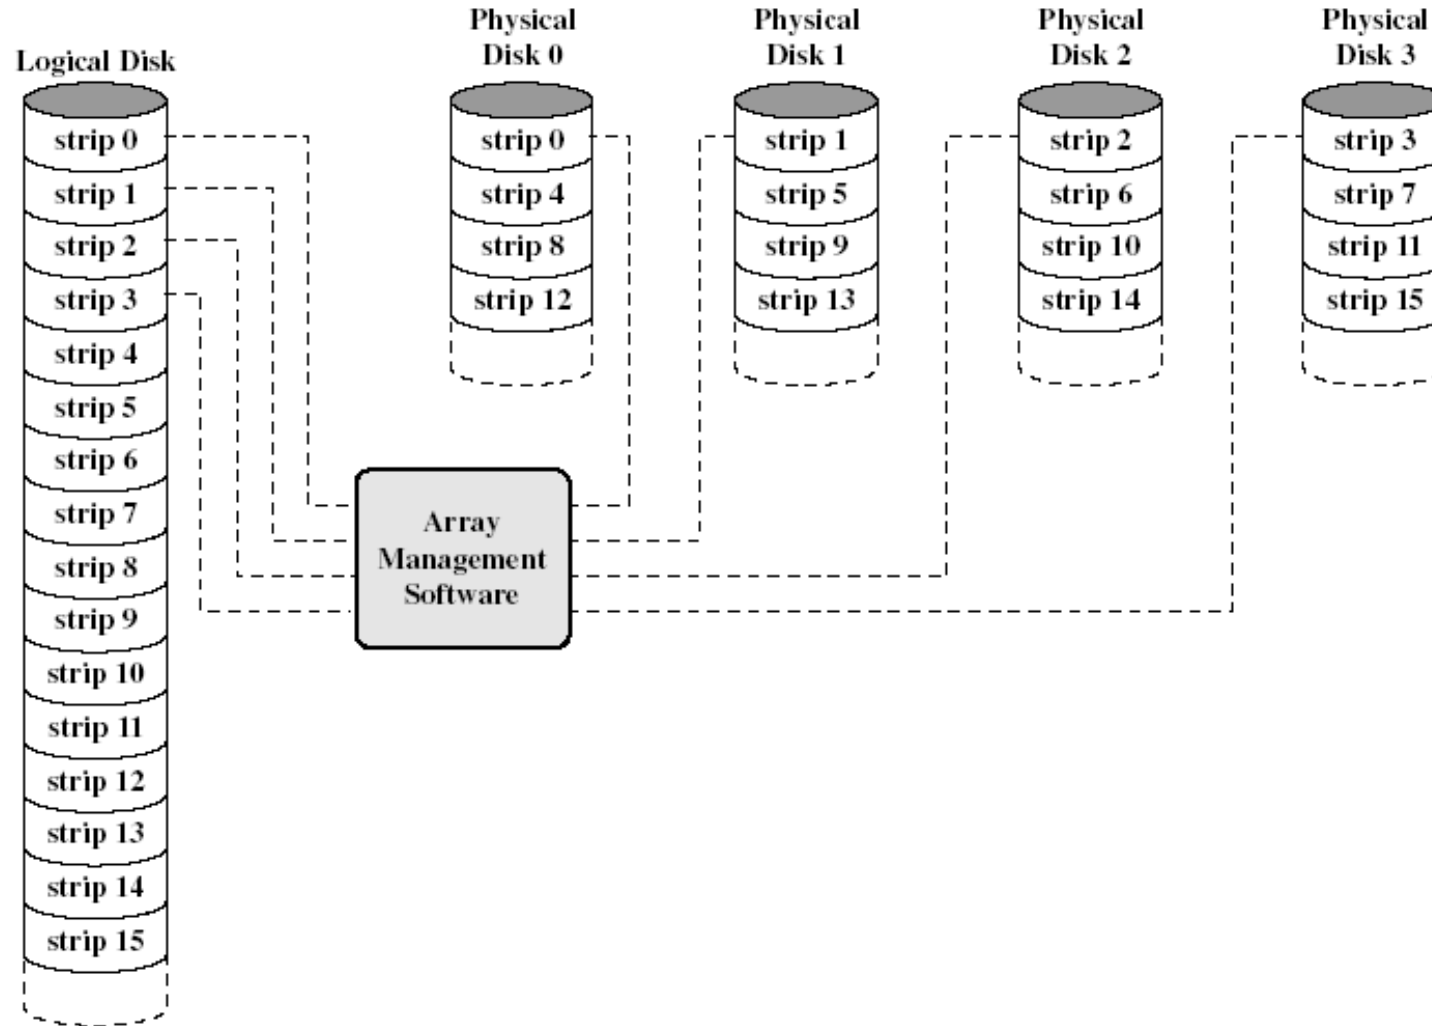 Logical Disk
strip 0
strip 1
strip 2
strip 3
strip 4
strip 5
strip 6
strip 7
strip 8
strip 9
strip 10
strip 11
strip 12
strip 13
strip 14
strip 15
Physical
Disk 0
strip 0
strip 4
strip 8
strip 12
Physical
Disk 1
strip 1
strip 5
strip 9
strip 13
Physical
Disk 2
strip 2
strip 6
strip 10
strip 14
Physical
Disk 3
strip 3
strip 7
strip 11
strip 15
Array
Management
Software